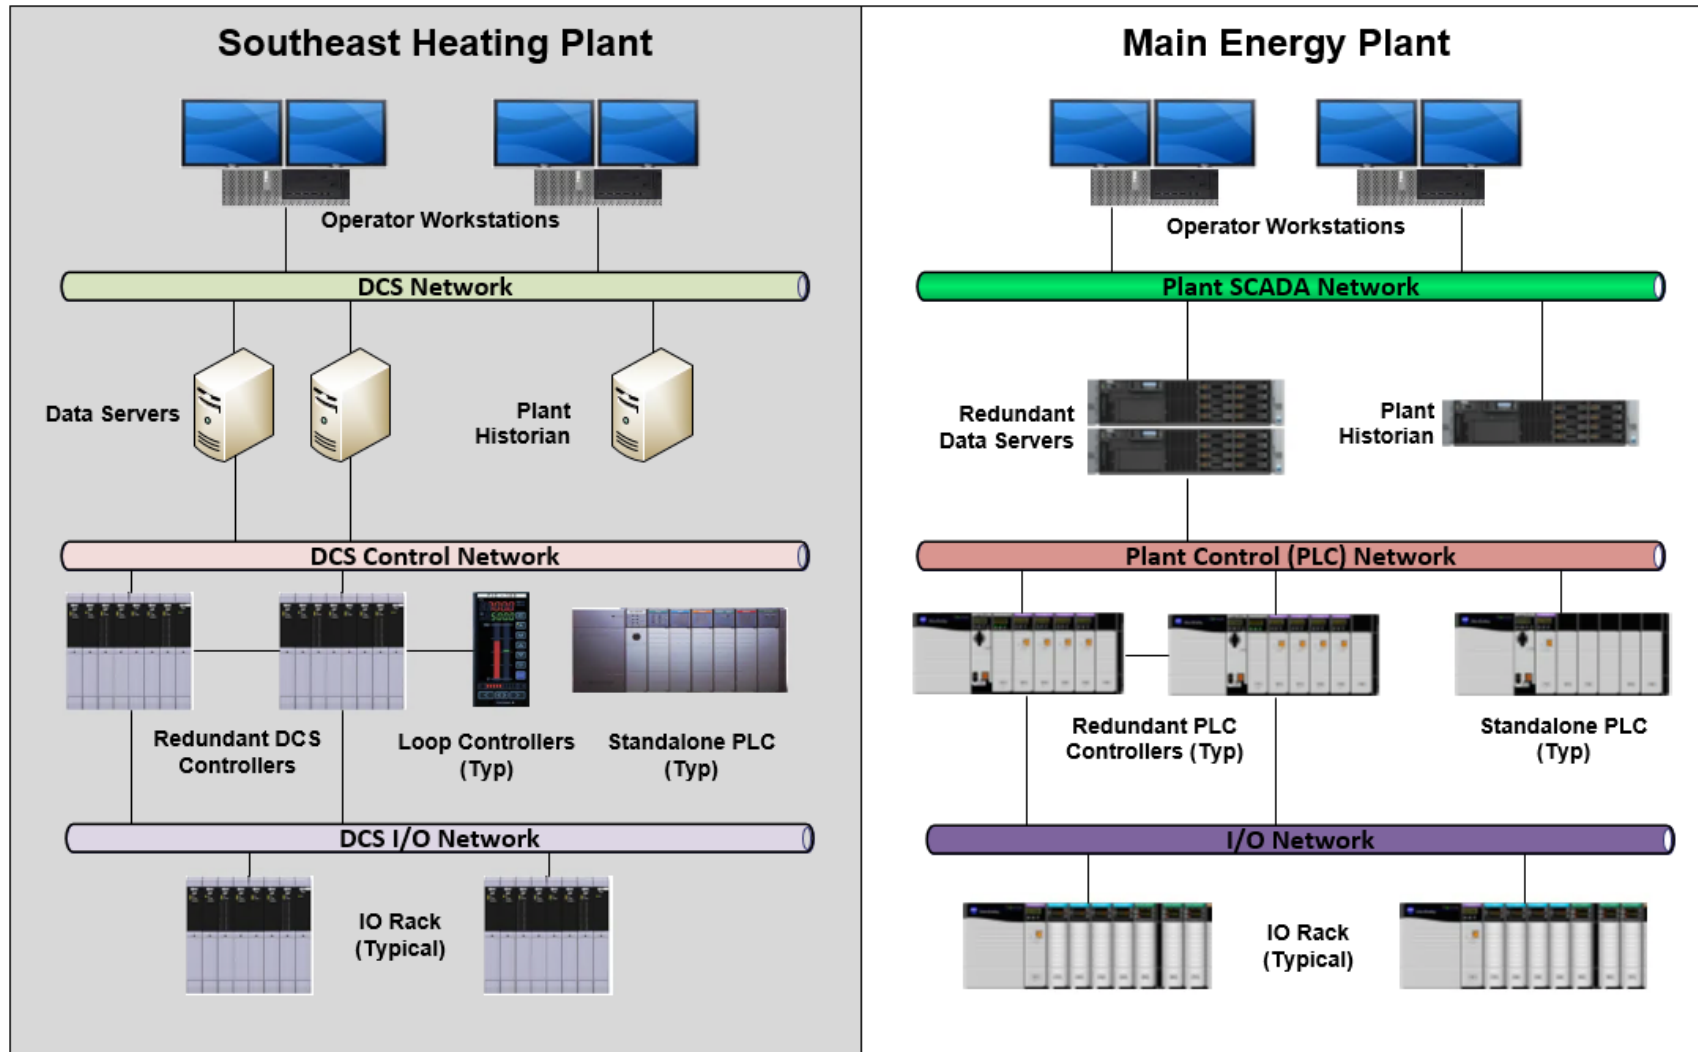 Southeast Heating Plant
Operator Workstations
DCS Network
Data Servers
Plant
Historian
DCS Control Network
Redundant DCS
Controllers
Loop Controllers
(Typ)
Standalone PLC
(Typ)
DCS I/O Network
IO Rack
(Typical)
Main Energy Plant
Operator Workstations
Plant SCADA Network
Redundant
Data Servers
Plant
Historian
Plant Control (PLC) Network
Redundant PLC
Controllers (Typ)
Standalone PLC
(Typ)
I/O Network
IO Rack
(Typical)